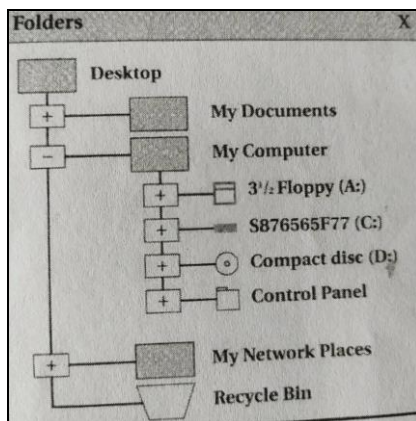 Folders X
Desktop
+ My Documents
− My Computer
+ 3½ Floppy (A:)
+ S876565F77 (C:)
+ Compact disc (D:)
+ Control Panel
+ My Network Places
Recycle Bin